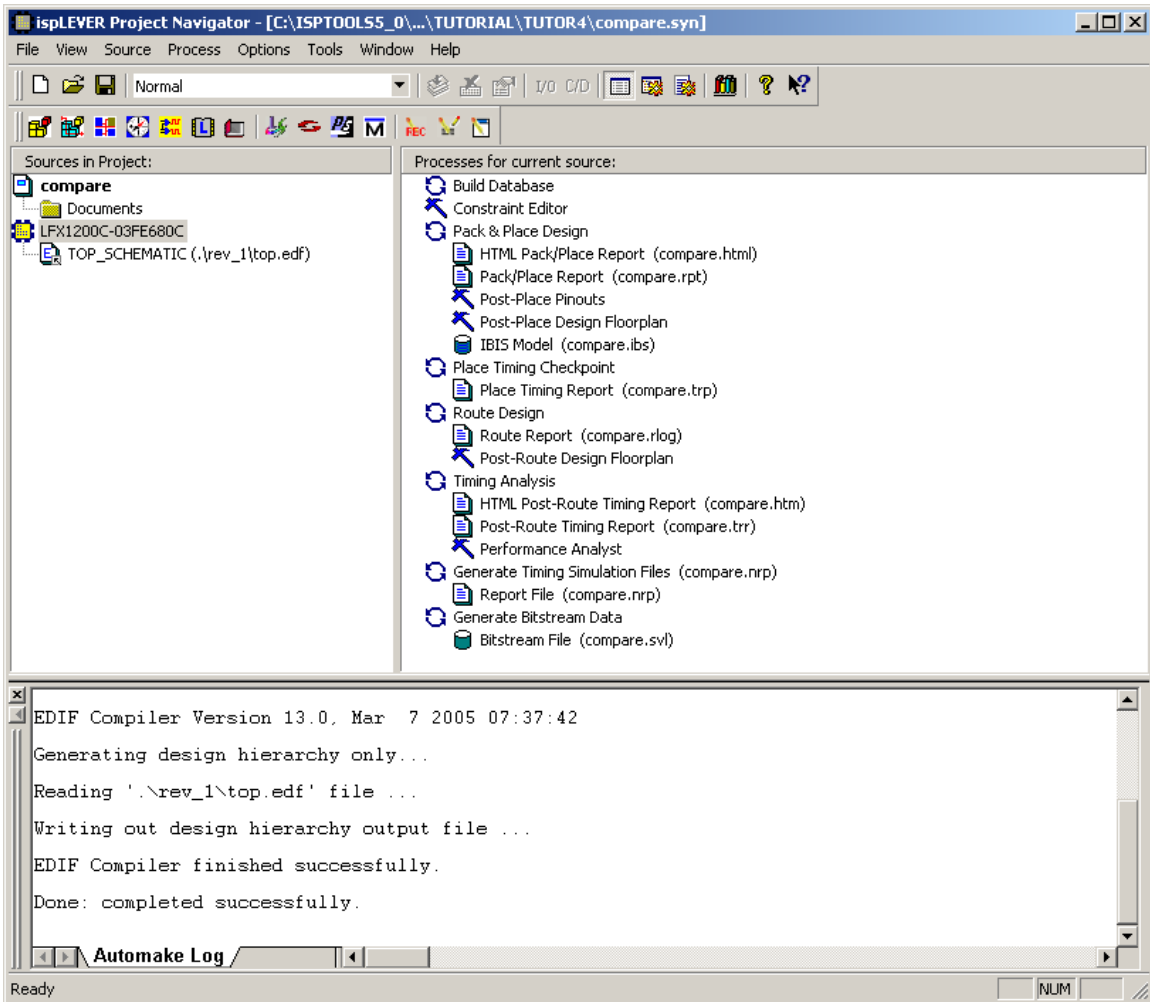 ispLEVER Project Navigator - [C:\ISPTOOLS5_0\...\TUTORIAL\TUTOR4\compare.syn]
File View Source Process Options Tools Window Help
Normal I/O C/D
REC
Sources in Project:
compare
Documents
LFX1200C-03FE680C
TOP_SCHEMATIC (.\rev_1\top.edf)
Processes for current source:
Build Database
Constraint Editor
Pack & Place Design
HTML Pack/Place Report (compare.html)
Pack/Place Report (compare.rpt)
Post-Place Pinouts
Post-Place Design Floorplan
IBIS Model (compare.ibs)
Place Timing Checkpoint
Place Timing Report (compare.trp)
Route Design
Route Report (compare.rlog)
Post-Route Design Floorplan
Timing Analysis
HTML Post-Route Timing Report (compare.htm)
Post-Route Timing Report (compare.trr)
Performance Analyst
Generate Timing Simulation Files (compare.nrp)
Report File (compare.nrp)
Generate Bitstream Data
Bitstream File (compare.svl)
EDIF Compiler Version 13.0, Mar  7 2005 07:37:42
Generating design hierarchy only...
Reading '.\rev_1\top.edf' file ...
Writing out design hierarchy output file ...
EDIF Compiler finished successfully.
Done: completed successfully.
Automake Log
Ready NUM